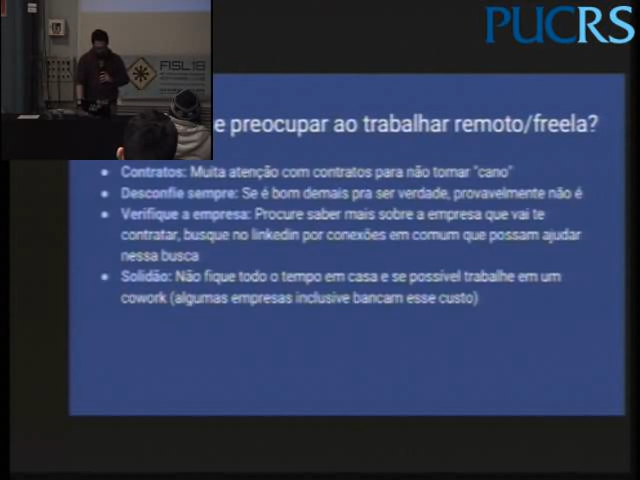 PUCRS
FISL18
e preocupar ao trabalhar remoto/freela?
Contratos: Muita atenção com contratos para não tomar "cano"
Desconfie sempre: Se é bom demais pra ser verdade, provavelmente não é
Verifique a empresa: Procure saber mais sobre a empresa que vai te
contratar, busque no linkedin por conexões em comum que possam ajudar
nessa busca
Solidão: Não fique todo o tempo em casa e se possível trabalhe em um
cowork (algumas empresas inclusive bancam esse custo)